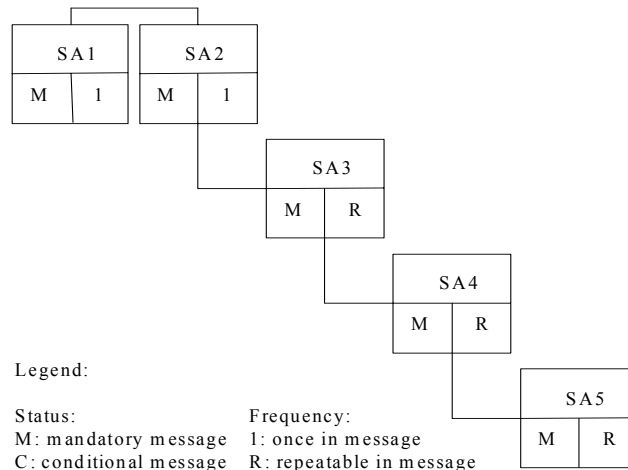 SA1 SA2
M 1 M 1
SA3
M R
SA4
M R
Legend:
SA5
Status: Frequency:
M: mandatory message 1: once in message
M R
C: conditional message R: repeatable in message